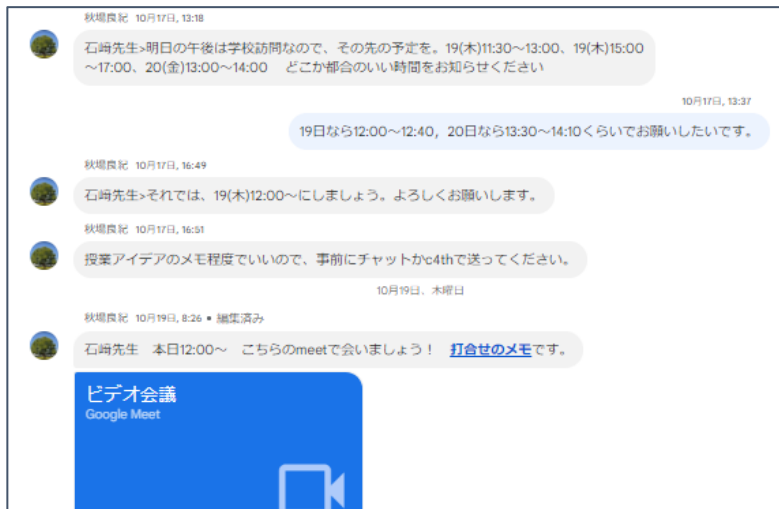 秋場良紀 10月17日, 13:18
石﨑先生>明日の午後は学校訪問なので、その先の予定を。19(木)11:30～13:00、19(木)15:00
～17:00、20(金)13:00～14:00　どこか都合のいい時間をお知らせください
10月17日, 13:37
19日なら12:00～12:40，20日なら13:30～14:10くらいでお願いしたいです。
秋場良紀 10月17日, 16:49
石﨑先生>それでは、19(木)12:00～にしましょう。よろしくお願いします。
秋場良紀 10月17日, 16:51
授業アイデアのメモ程度でいいので、事前にチャットかc4thで送ってください。
10月19日、木曜日
秋場良紀 10月19日, 8:26 • 編集済み
石﨑先生　本日12:00～　こちらのmeetで会いましょう！　打合せのメモです。
ビデオ会議
Google Meet